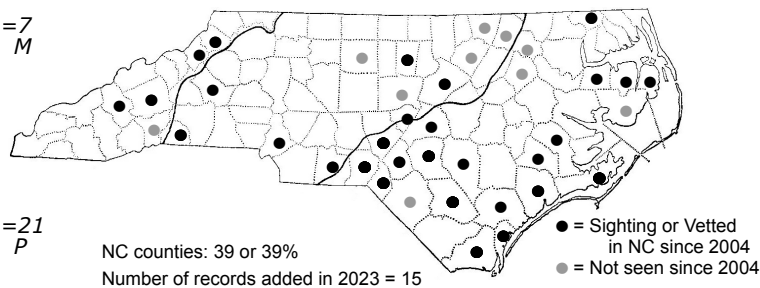 =7
M
=21
P
NC counties: 39 or 39%
Number of records added in 2023 = 15
= Sighting or Vetted
in NC since 2004
= Not seen since 2004